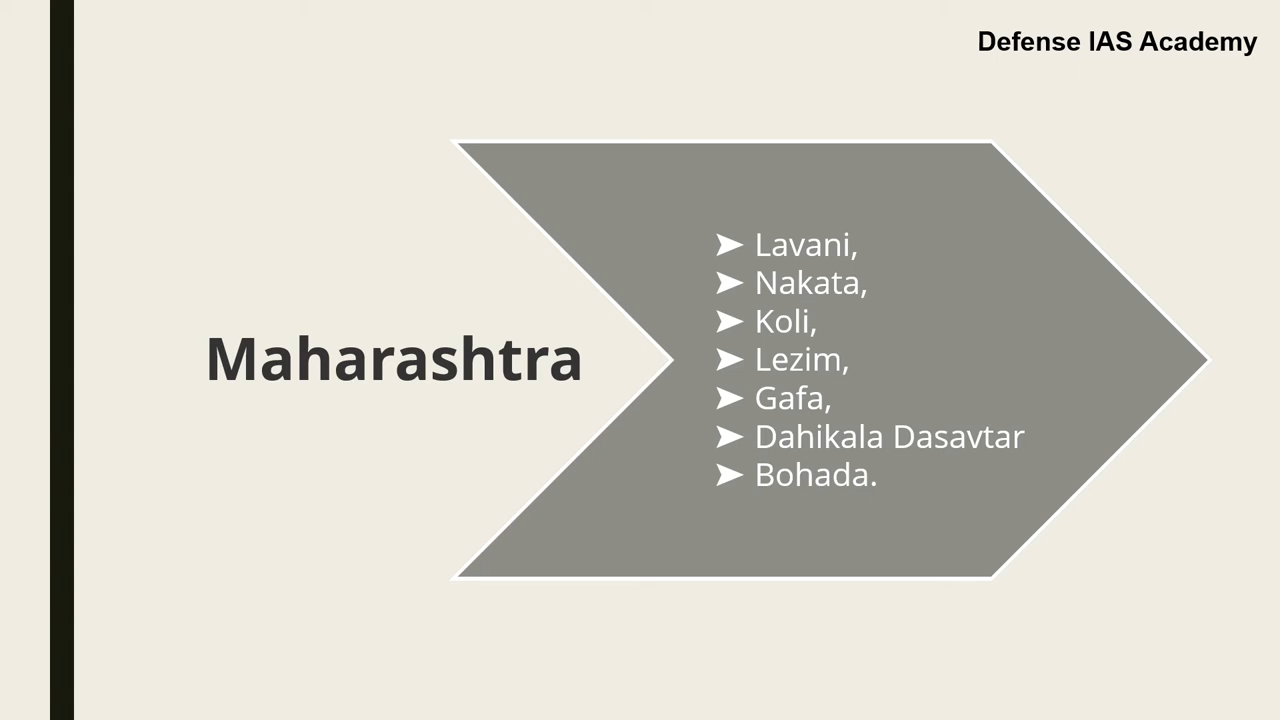 Defense IAS Academy
Maharashtra
➤ Lavani,
➤ Nakata,
➤ Koli,
➤ Lezim,
➤ Gafa,
➤ Dahikala Dasavtar
➤ Bohada.